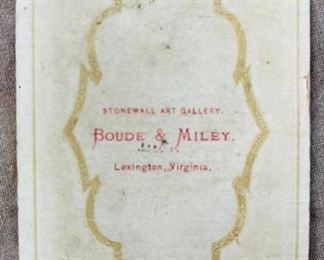 STONEWALL ART GALLERY.
BOUDE & MILEY.
Lexington, Virginia.